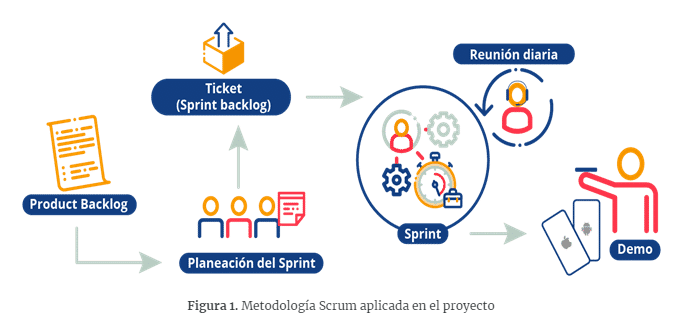 Reunión diaria
Ticket
(Sprint backlog)
Product Backlog
Sprint
Planeación del Sprint
Demo
Figura 1. Metodología Scrum aplicada en el proyecto